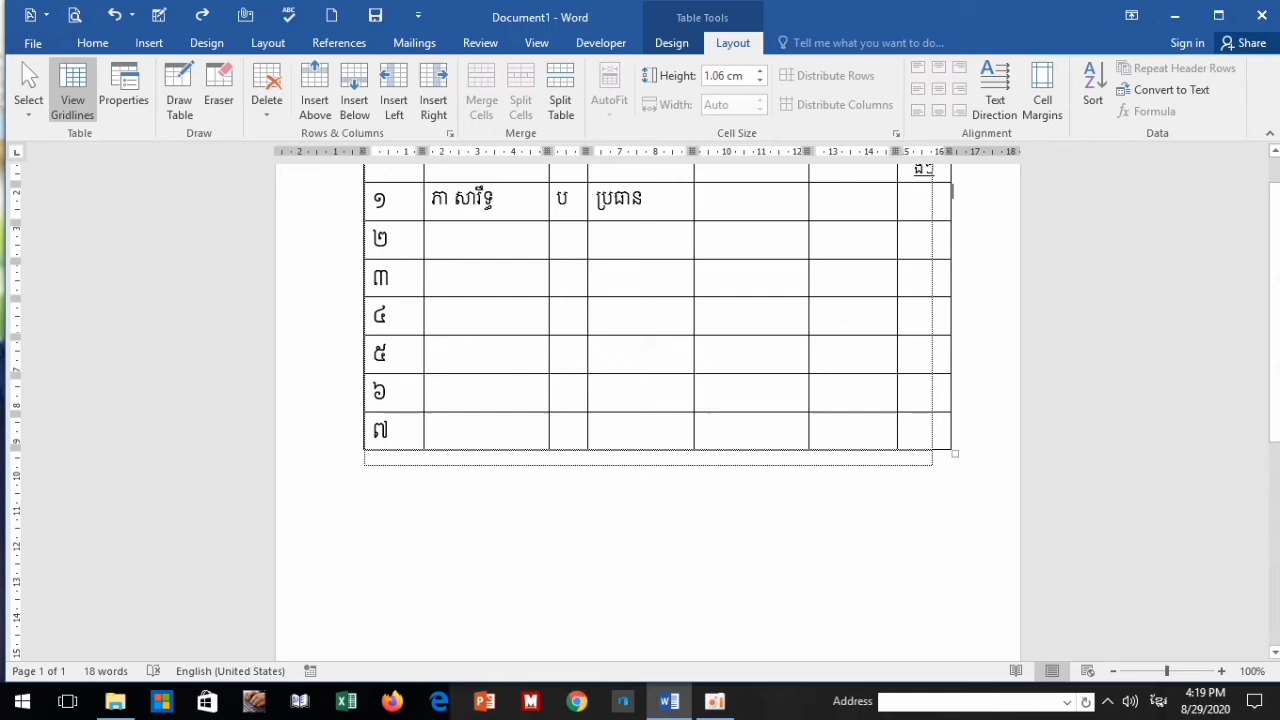 Document1 - Word
Table Tools
File Home Insert Design Layout References Mailings Review View Developer Design Layout Tell me what you want to do... Sign in Share
Select
View Gridlines
Properties
Draw Table
Eraser
Delete
Insert Above
Insert Below
Insert Left
Insert Right
Merge Cells
Split Cells
Split Table
AutoFit
Height: 1.06 cm
Width: Auto
Distribute Rows
Distribute Columns
Text Direction
Cell Margins
Sort
Repeat Header Rows
Convert to Text
Formula
Table Draw Rows & Columns Merge Cell Size Alignment Data
១ ភា សារឹទ្ធ ប ប្រធាន
២
៣
៤
៥
៦
៧
Page 1 of 1 18 words English (United States) 100%
Address
4:19 PM
8/29/2020